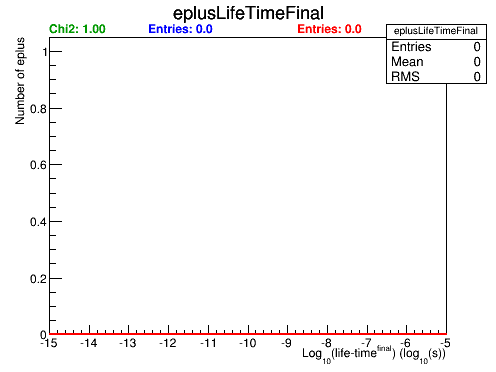 eplusLifeTimeFinal
Chi2: 1.00 Entries: 0.0 Entries: 0.0
eplusLifeTimeFinal
Entries 0
Mean 0
RMS 0
Number of eplus
1
0.8
0.6
0.4
0.2
0
-15 -14 -13 -12 -11 -10 -9 -8 -7 -6 -5
Log10(life-time^final) (log10(s))